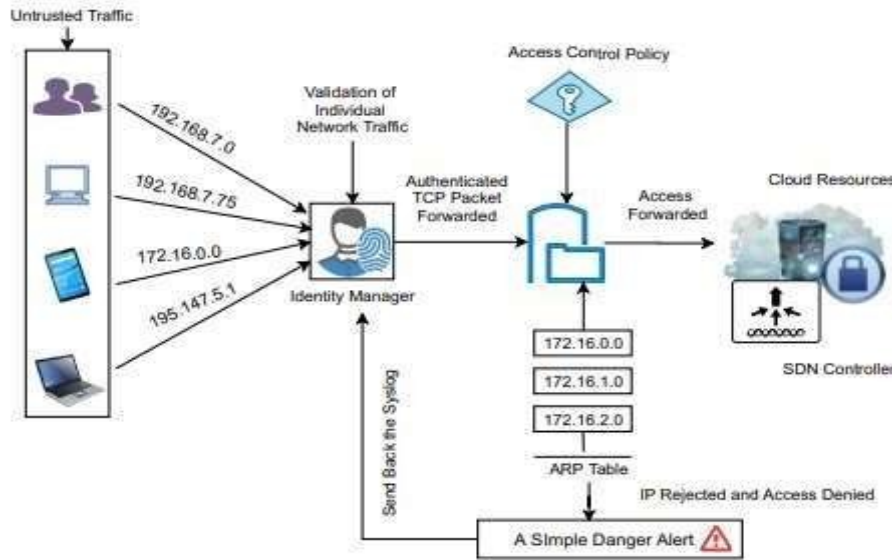 Untrusted Traffic
192.168.7.0
192.168.7.75
172.16.0.0
195.147.5.1
Validation of
Individual
Network Traffic
Identity Manager
Authenticated
TCP Packet
Forwarded
Access Control Policy
Access
Forwarded
Cloud Resources
SDN Controller
172.16.0.0
172.16.1.0
172.16.2.0
ARP Table
IP Rejected and Access Denied
A SImple Danger Alert
Send Back the Syslog